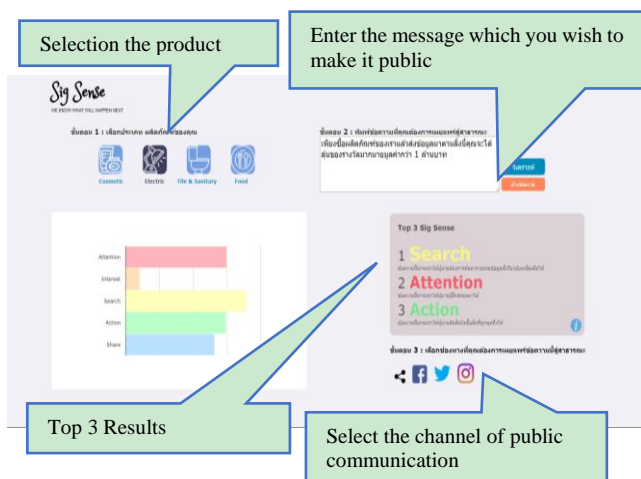 Selection the product
Enter the message which you wish to
make it public
Sig Sense
WE KNOW WHAT WILL HAPPEN NEXT
ขั้นตอน 1 : เลือกประเภท ผลิตภัณฑ์ของคุณ
Cosmetic Electric Tile & Sanitary Food
ขั้นตอน 2 : พิมพ์ข้อความที่คุณต้องการเผยแพร่สู่สาธารณะ
เพียงซื้อผลิตภัณฑ์ของเราแล้วส่งข้อมูลมาตามลิ้งนี้คุณจะได้
ลุ้นของรางวัลมากมายมูลค่ากว่า 1 ล้านบาท
วิเคราะห์
Attention
Interest
Search
Action
Share
Top 3 Sig Sense
1 Search
2 Attention
3 Action
ขั้นตอน 3 : เลือกช่องทางที่คุณต้องการเผยแพร่ข้อความนี้สู่สาธารณะ
Top 3 Results
Select the channel of public
communication